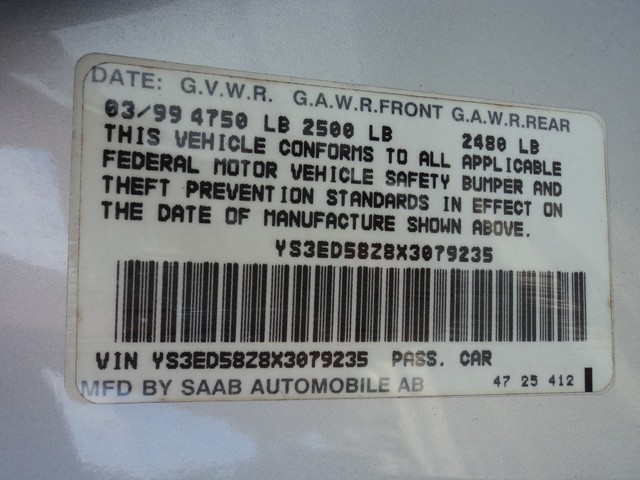 DATE: G.V.W.R. G.A.W.R.FRONT G.A.W.R.REAR
03/99 4750 LB 2500 LB 2480 LB
THIS VEHICLE CONFORMS TO ALL APPLICABLE
FEDERAL MOTOR VEHICLE SAFETY BUMPER AND
THEFT PREVENTION STANDARDS IN EFFECT ON
THE DATE OF MANUFACTURE SHOWN ABOVE.
YS3ED58Z8X3079235
VIN YS3ED58Z8X3079235 PASS. CAR
MFD BY SAAB AUTOMOBILE AB 47 25 412